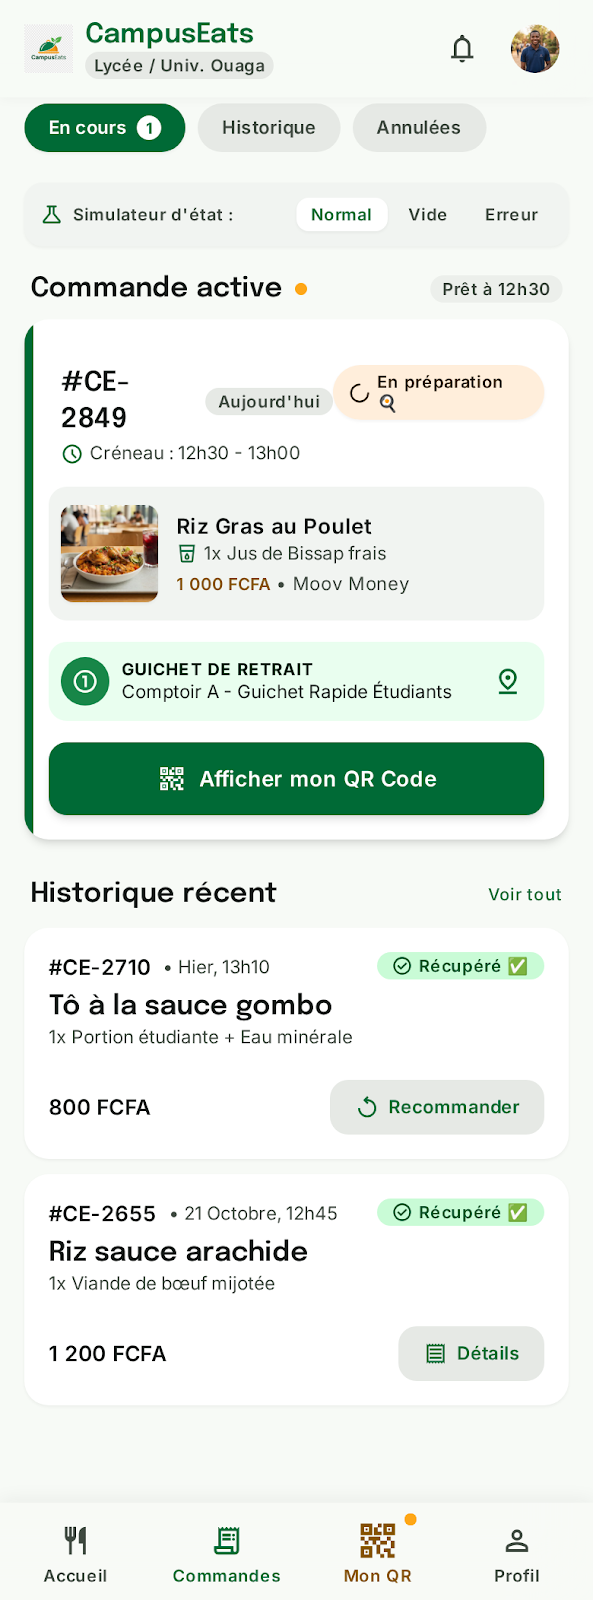 CampusEats
CampusEats
Lycée / Univ. Ouaga
En cours 1
Historique
Annulées
Simulateur d'état :
Normal
Vide
Erreur
Commande active
Prêt à 12h30
#CE-
2849
Aujourd'hui
En préparation
🍳
Créneau : 12h30 - 13h00
Riz Gras au Poulet
1x Jus de Bissap frais
1 000 FCFA • Moov Money
1
GUICHET DE RETRAIT
Comptoir A - Guichet Rapide Étudiants
Afficher mon QR Code
Historique récent
Voir tout
#CE-2710 • Hier, 13h10
Récupéré ✅
Tô à la sauce gombo
1x Portion étudiante + Eau minérale
800 FCFA
Recommander
#CE-2655 • 21 Octobre, 12h45
Récupéré ✅
Riz sauce arachide
1x Viande de bœuf mijotée
1 200 FCFA
Détails
Accueil
Commandes
Mon QR
Profil